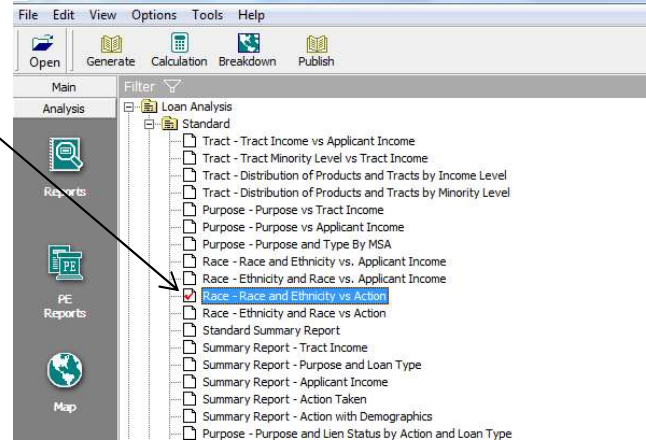 File Edit View Options Tools Help
Open Generate Calculation Breakdown Publish
Main
Analysis
Reports
PE
PE
Reports
Map
Filter
Loan Analysis
Standard
Tract - Tract Income vs Applicant Income
Tract - Tract Minority Level vs Tract Income
Tract - Distribution of Products and Tracts by Income Level
Tract - Distribution of Products and Tracts by Minority Level
Purpose - Purpose vs Tract Income
Purpose - Purpose vs Applicant Income
Purpose - Purpose and Type By MSA
Race - Race and Ethnicity vs. Applicant Income
Race - Ethnicity and Race vs. Applicant Income
Race - Race and Ethnicity vs Action
Race - Ethnicity and Race vs Action
Standard Summary Report
Summary Report - Tract Income
Summary Report - Purpose and Loan Type
Summary Report - Applicant Income
Summary Report - Action Taken
Summary Report - Action with Demographics
Purpose - Purpose and Lien Status by Action and Loan Type